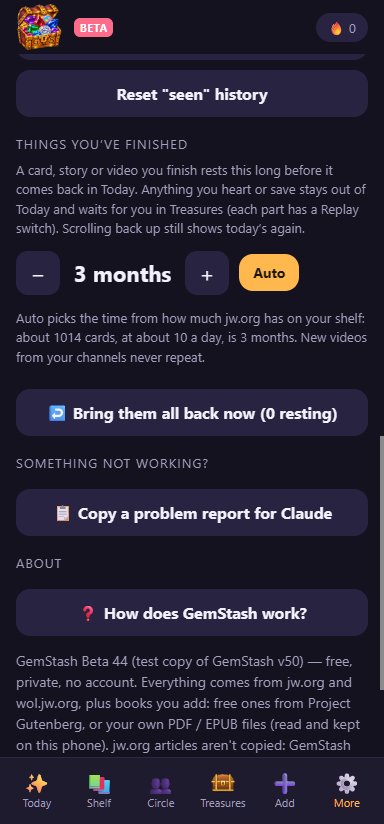 BETA
0
Reset "seen" history
THINGS YOU'VE FINISHED
A card, story or video you finish rests this long before it
comes back in Today. Anything you heart or save stays out of
Today and waits for you in Treasures (each part has a Replay
switch). Scrolling back up still shows today's again.
–
3 months
+
Auto
Auto picks the time from how much jw.org has on your shelf:
about 1014 cards, at about 10 a day, is 3 months. New videos
from your channels never repeat.
Bring them all back now (0 resting)
SOMETHING NOT WORKING?
Copy a problem report for Claude
ABOUT
How does GemStash work?
GemStash Beta 44 (test copy of GemStash v50) — free,
private, no account. Everything comes from jw.org and
wol.jw.org, plus books you add: free ones from Project
Gutenberg, or your own PDF / EPUB files (read and kept
on this phone). jw.org articles aren't copied: GemStash
Today
Shelf
Circle
Treasures
Add
More